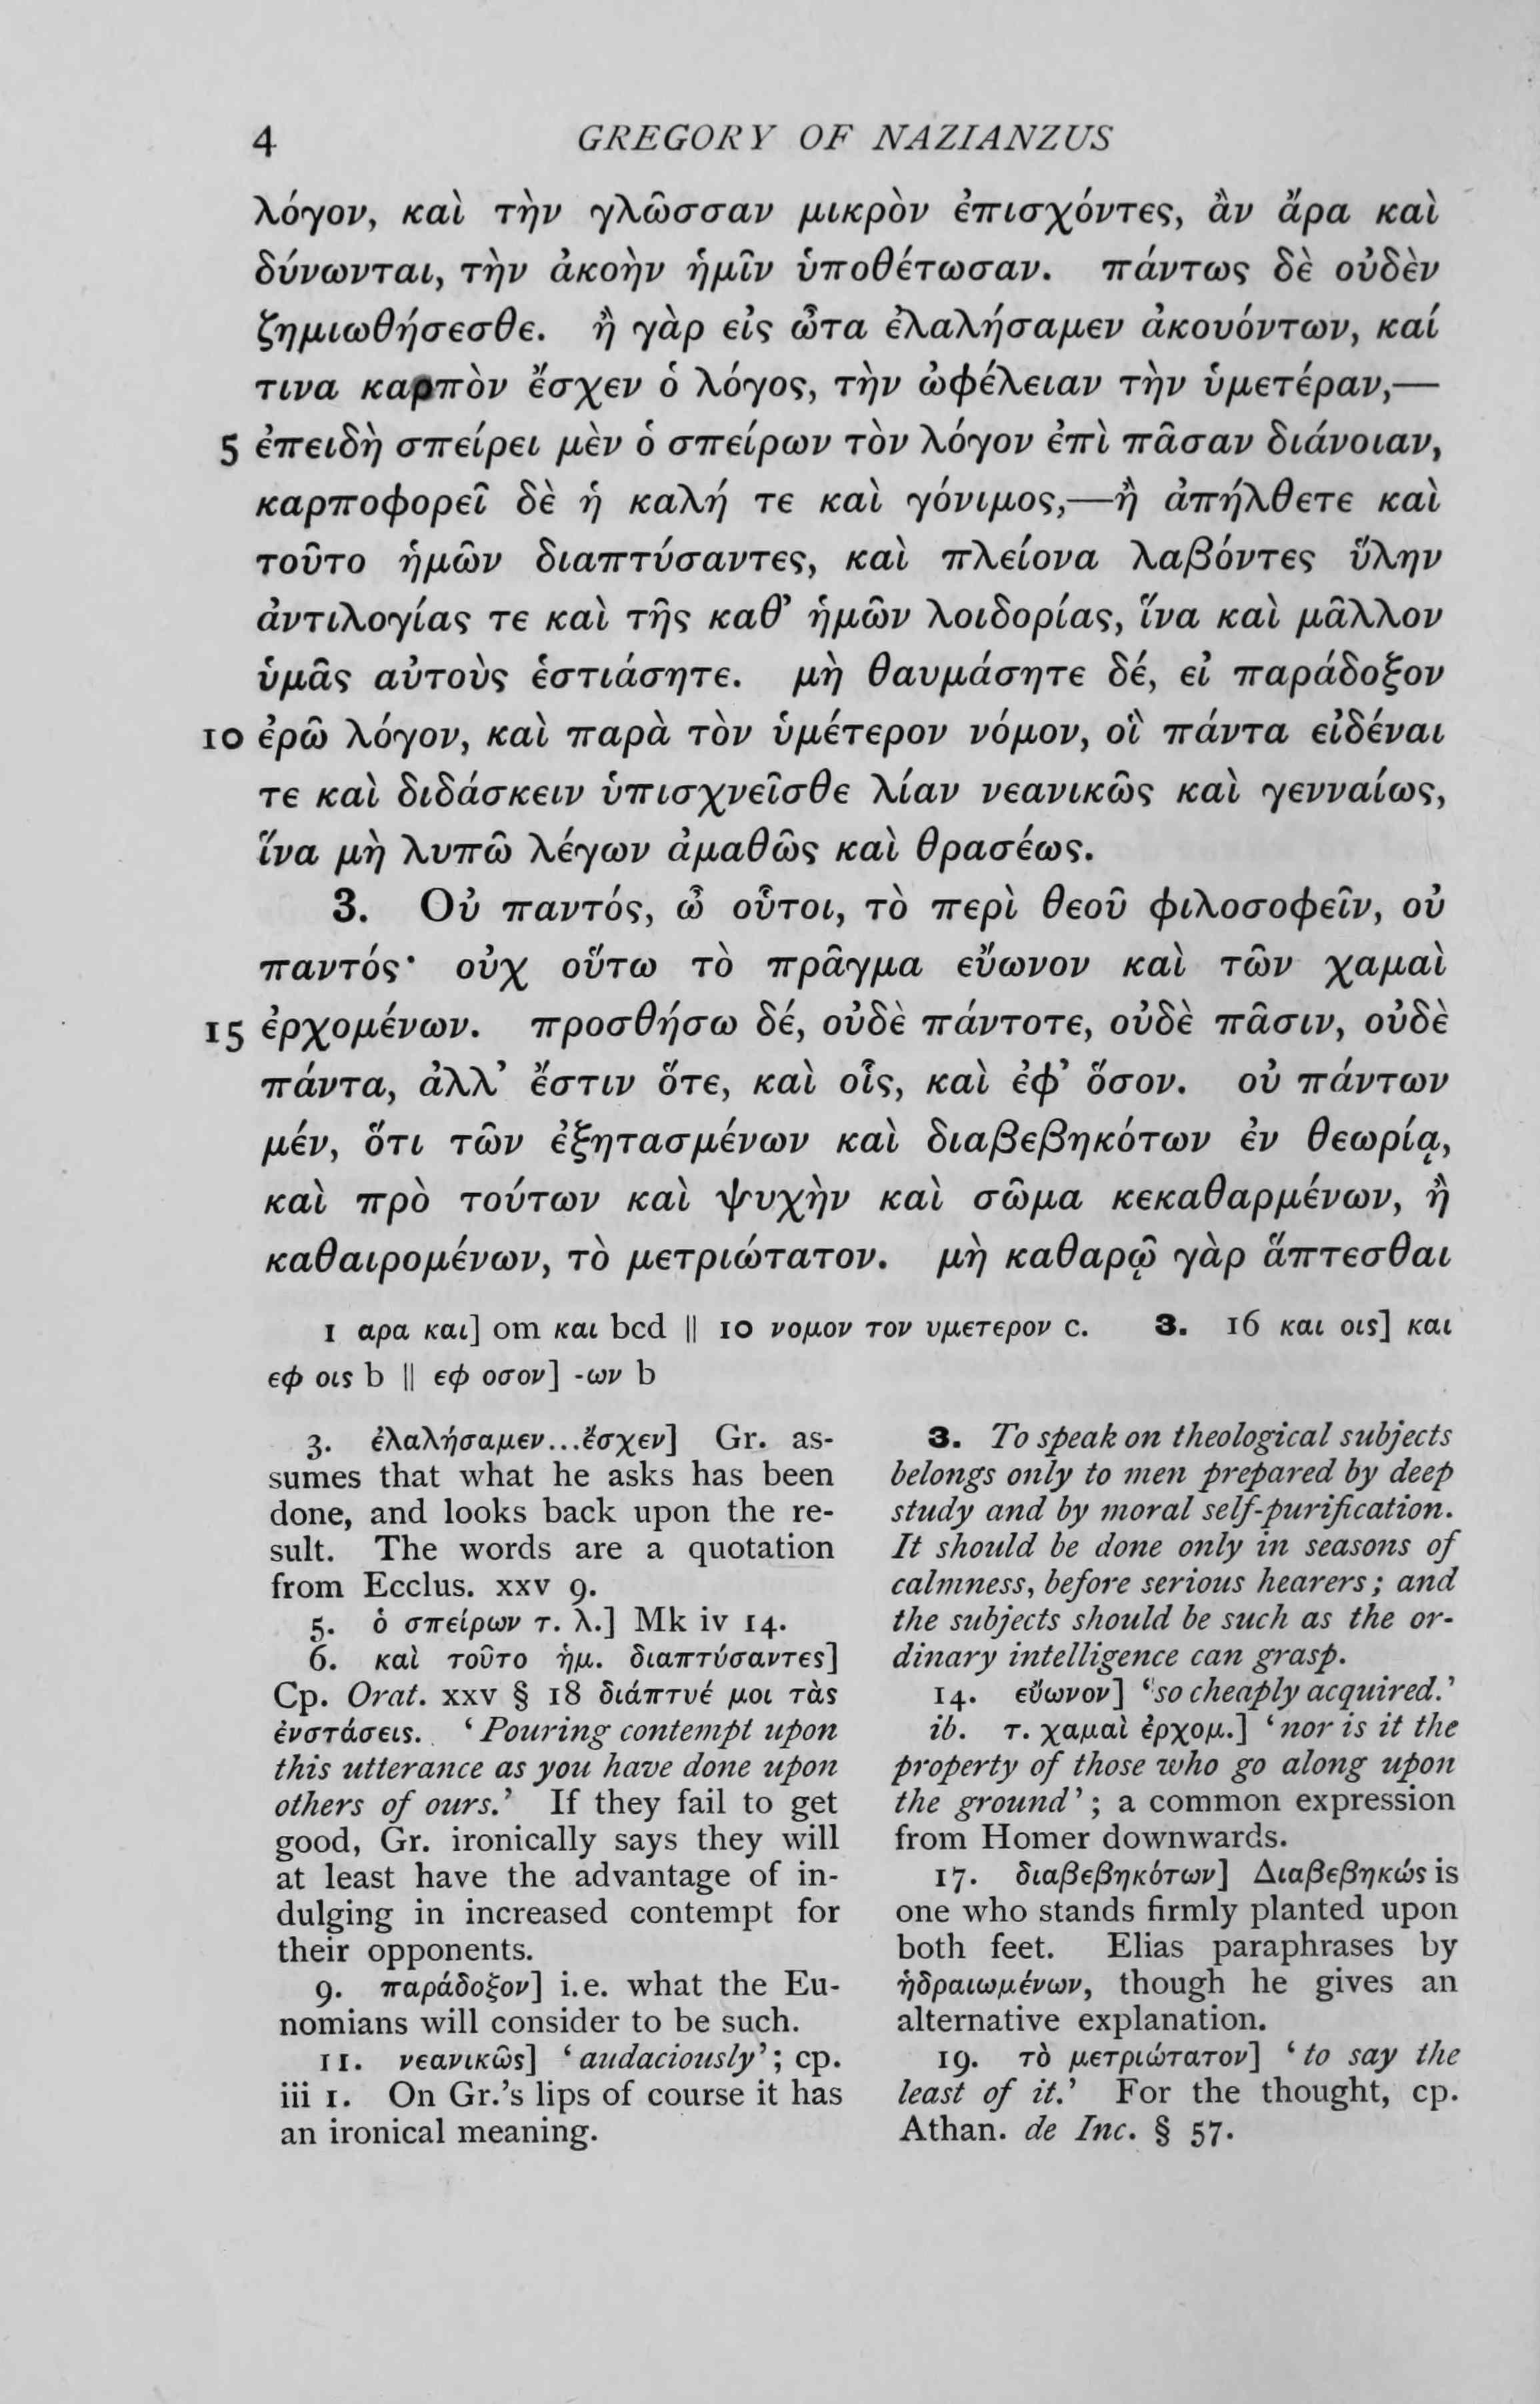 4 GREGORY OF NAZIANZUS
λόγον, καὶ τὴν γλῶσσαν μικρὸν ἐπισχόντες, ἂν ἄρα καὶ
δύνωνται, τὴν ἀκοὴν ἡμῖν ὑποθέτωσαν. πάντως δὲ οὐδὲν
ζημιωθήσεσθε. ἢ γὰρ εἰς ὦτα ἐλαλήσαμεν ἀκουόντων, καί
τινα καρπὸν ἔσχεν ὁ λόγος, τὴν ὠφέλειαν τὴν ὑμετέραν,—
5 ἐπειδὴ σπείρει μὲν ὁ σπείρων τὸν λόγον ἐπὶ πᾶσαν διάνοιαν,
καρποφορεῖ δὲ ἡ καλή τε καὶ γόνιμος,—ἢ ἀπήλθετε καὶ
τοῦτο ἡμῶν διαπτύσαντες, καὶ πλείονα λαβόντες ὕλην
ἀντιλογίας τε καὶ τῆς καθ’ ἡμῶν λοιδορίας, ἵνα καὶ μᾶλλον
ὑμᾶς αὐτοὺς ἑστιάσητε. μὴ θαυμάσητε δέ, εἰ παράδοξον
10 ἐρῶ λόγον, καὶ παρὰ τὸν ὑμέτερον νόμον, οἳ πάντα εἰδέναι
τε καὶ διδάσκειν ὑπισχνεῖσθε λίαν νεανικῶς καὶ γενναίως,
ἵνα μὴ λυπῶ λέγων ἀμαθῶς καὶ θρασέως.
3. Οὐ παντός, ὦ οὗτοι, τὸ περὶ θεοῦ φιλοσοφεῖν, οὐ
παντός· οὐχ οὕτω τὸ πρᾶγμα εὔωνον καὶ τῶν χαμαὶ
15 ἐρχομένων. προσθήσω δέ, οὐδὲ πάντοτε, οὐδὲ πᾶσιν, οὐδὲ
πάντα, ἀλλ’ ἔστιν ὅτε, καὶ οἷς, καὶ ἐφ’ ὅσον. οὐ πάντων
μέν, ὅτι τῶν ἐξητασμένων καὶ διαβεβηκότων ἐν θεωρίᾳ,
καὶ πρὸ τούτων καὶ ψυχὴν καὶ σῶμα κεκαθαρμένων, ἢ
καθαιρομένων, τὸ μετριώτατον. μὴ καθαρῷ γὰρ ἅπτεσθαι
1 αρα και] om και bcd || 10 νομον τον υμετερον c. 3. 16 και οις] και
εφ οις b || εφ οσον] -ων b
3. ἐλαλήσαμεν...ἔσχεν] Gr. as-
sumes that what he asks has been
done, and looks back upon the re-
sult. The words are a quotation
from Ecclus. xxv 9.
5. ὁ σπείρων τ. λ.] Mk iv 14.
6. καὶ τοῦτο ἡμ. διαπτύσαντες]
Cp. Orat. xxv § 18 διάπτυέ μοι τὰς
ἐνστάσεις. ‘Pouring contempt upon
this utterance as you have done upon
others of ours.’ If they fail to get
good, Gr. ironically says they will
at least have the advantage of in-
dulging in increased contempt for
their opponents.
9. παράδοξον] i.e. what the Eu-
nomians will consider to be such.
11. νεανικῶς] ‘audaciously’; cp.
iii 1. On Gr.’s lips of course it has
an ironical meaning.
3. To speak on theological subjects
belongs only to men prepared by deep
study and by moral self-purification.
It should be done only in seasons of
calmness, before serious hearers; and
the subjects should be such as the or-
dinary intelligence can grasp.
14. εὔωνον] ‘so cheaply acquired.’
ib. τ. χαμαὶ ἐρχομ.] ‘nor is it the
property of those who go along upon
the ground’; a common expression
from Homer downwards.
17. διαβεβηκότων] Διαβεβηκώς is
one who stands firmly planted upon
both feet. Elias paraphrases by
ἡδραιωμένων, though he gives an
alternative explanation.
19. τὸ μετριώτατον] ‘to say the
least of it.’ For the thought, cp.
Athan. de Inc. § 57.